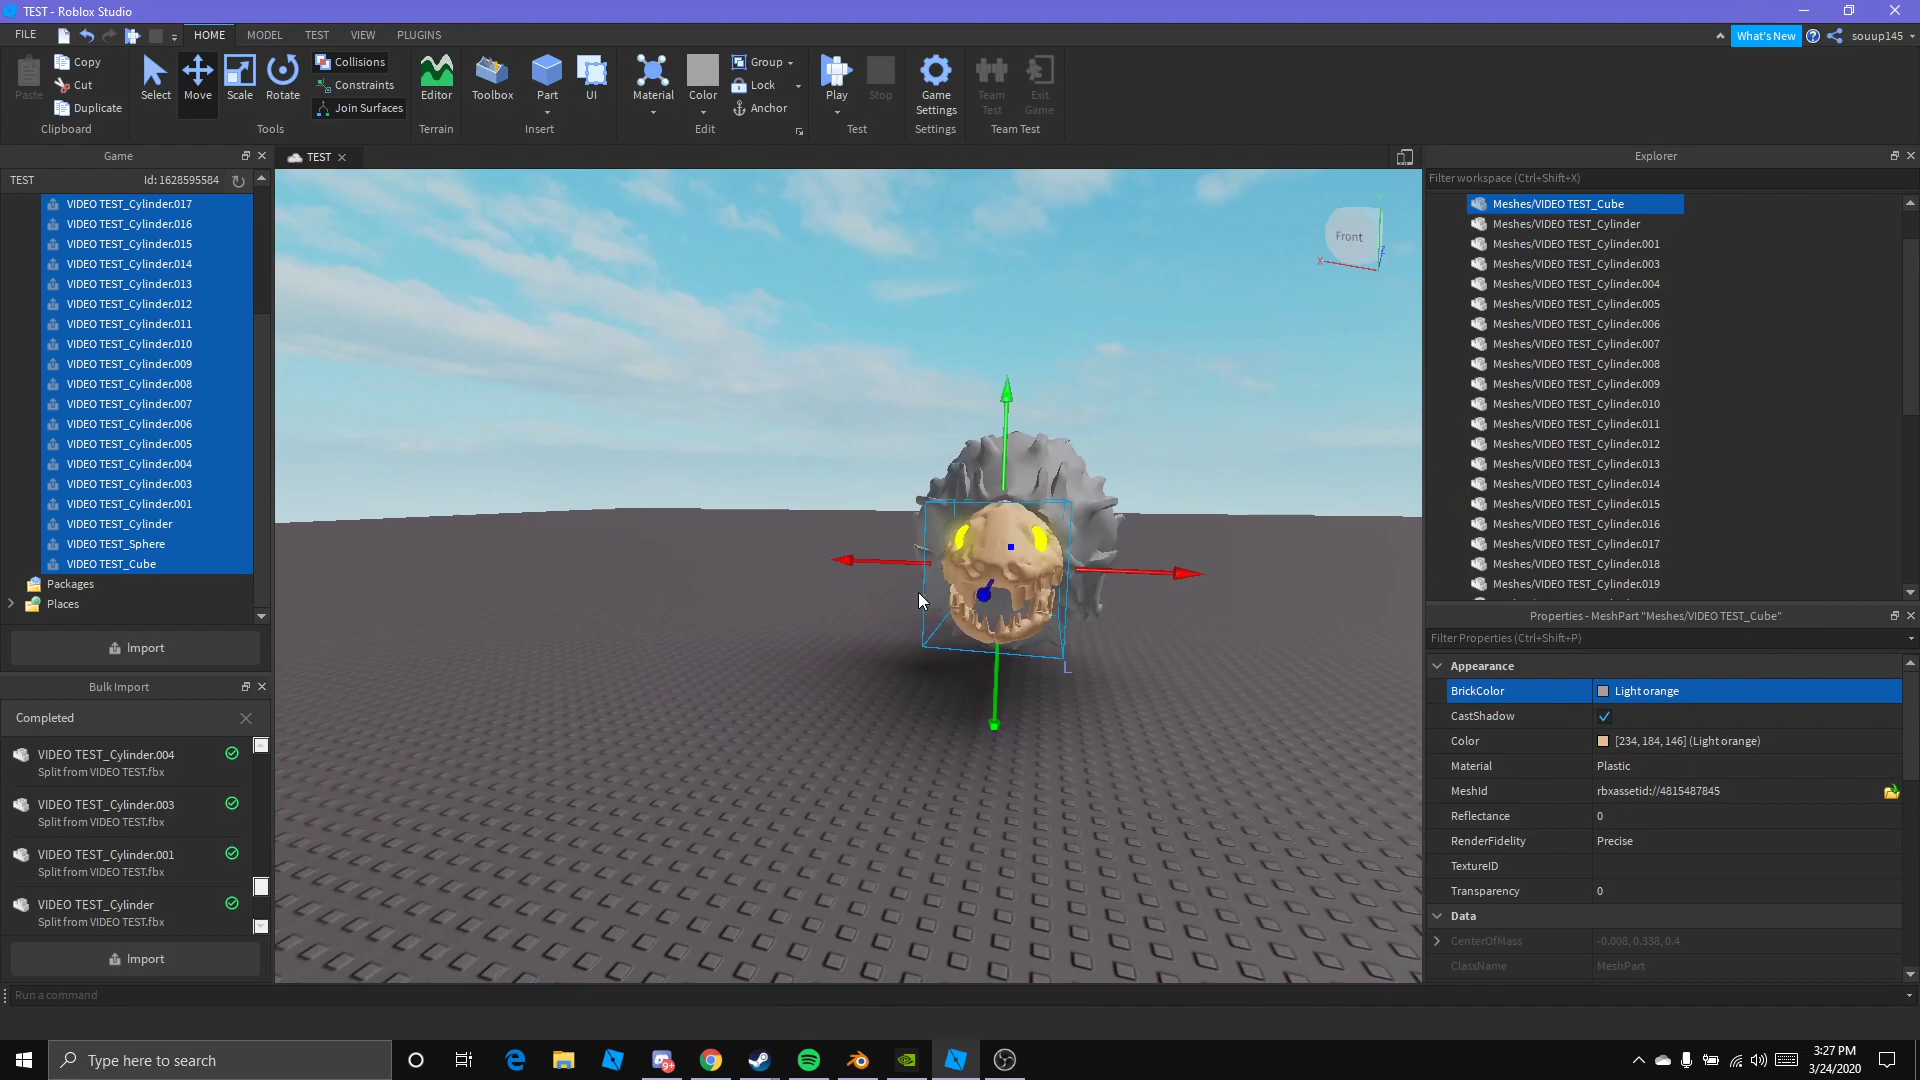 TEST - Roblox Studio
FILE
HOME
MODEL
TEST
VIEW
PLUGINS
What's New
souup145
Paste
Copy
Cut
Duplicate
Clipboard
Select
Move
Scale
Rotate
Collisions
Constraints
Join Surfaces
Tools
Editor
Terrain
Toolbox
Part
UI
Insert
Material
Color
Group
Lock
Anchor
Edit
Play
Stop
Test
Game
Settings
Settings
Team
Test
Exit
Game
Team Test
Game
TEST
Id: 1628595584
VIDEO TEST_Cylinder.017
VIDEO TEST_Cylinder.016
VIDEO TEST_Cylinder.015
VIDEO TEST_Cylinder.014
VIDEO TEST_Cylinder.013
VIDEO TEST_Cylinder.012
VIDEO TEST_Cylinder.011
VIDEO TEST_Cylinder.010
VIDEO TEST_Cylinder.009
VIDEO TEST_Cylinder.008
VIDEO TEST_Cylinder.007
VIDEO TEST_Cylinder.006
VIDEO TEST_Cylinder.005
VIDEO TEST_Cylinder.004
VIDEO TEST_Cylinder.003
VIDEO TEST_Cylinder.001
VIDEO TEST_Cylinder
VIDEO TEST_Sphere
VIDEO TEST_Cube
Packages
Places
Import
Bulk Import
Completed
VIDEO TEST_Cylinder.004
Split from VIDEO TEST.fbx
VIDEO TEST_Cylinder.003
Split from VIDEO TEST.fbx
VIDEO TEST_Cylinder.001
Split from VIDEO TEST.fbx
VIDEO TEST_Cylinder
Split from VIDEO TEST.fbx
Import
TEST
Front
X
Z
L
Explorer
Filter workspace (Ctrl+Shift+X)
Meshes/VIDEO TEST_Cube
Meshes/VIDEO TEST_Cylinder
Meshes/VIDEO TEST_Cylinder.001
Meshes/VIDEO TEST_Cylinder.003
Meshes/VIDEO TEST_Cylinder.004
Meshes/VIDEO TEST_Cylinder.005
Meshes/VIDEO TEST_Cylinder.006
Meshes/VIDEO TEST_Cylinder.007
Meshes/VIDEO TEST_Cylinder.008
Meshes/VIDEO TEST_Cylinder.009
Meshes/VIDEO TEST_Cylinder.010
Meshes/VIDEO TEST_Cylinder.011
Meshes/VIDEO TEST_Cylinder.012
Meshes/VIDEO TEST_Cylinder.013
Meshes/VIDEO TEST_Cylinder.014
Meshes/VIDEO TEST_Cylinder.015
Meshes/VIDEO TEST_Cylinder.016
Meshes/VIDEO TEST_Cylinder.017
Meshes/VIDEO TEST_Cylinder.018
Meshes/VIDEO TEST_Cylinder.019
Properties - MeshPart "Meshes/VIDEO TEST_Cube"
Filter Properties (Ctrl+Shift+P)
Appearance
BrickColor Light orange
CastShadow
Color [234, 184, 146] (Light orange)
Material Plastic
MeshId rbxassetid://4815487845
Reflectance 0
RenderFidelity Precise
TextureID
Transparency 0
Data
CenterOfMass -0.008, 0.338, 0.4
ClassName MeshPart
Run a command
Type here to search
3:27 PM
3/24/2020